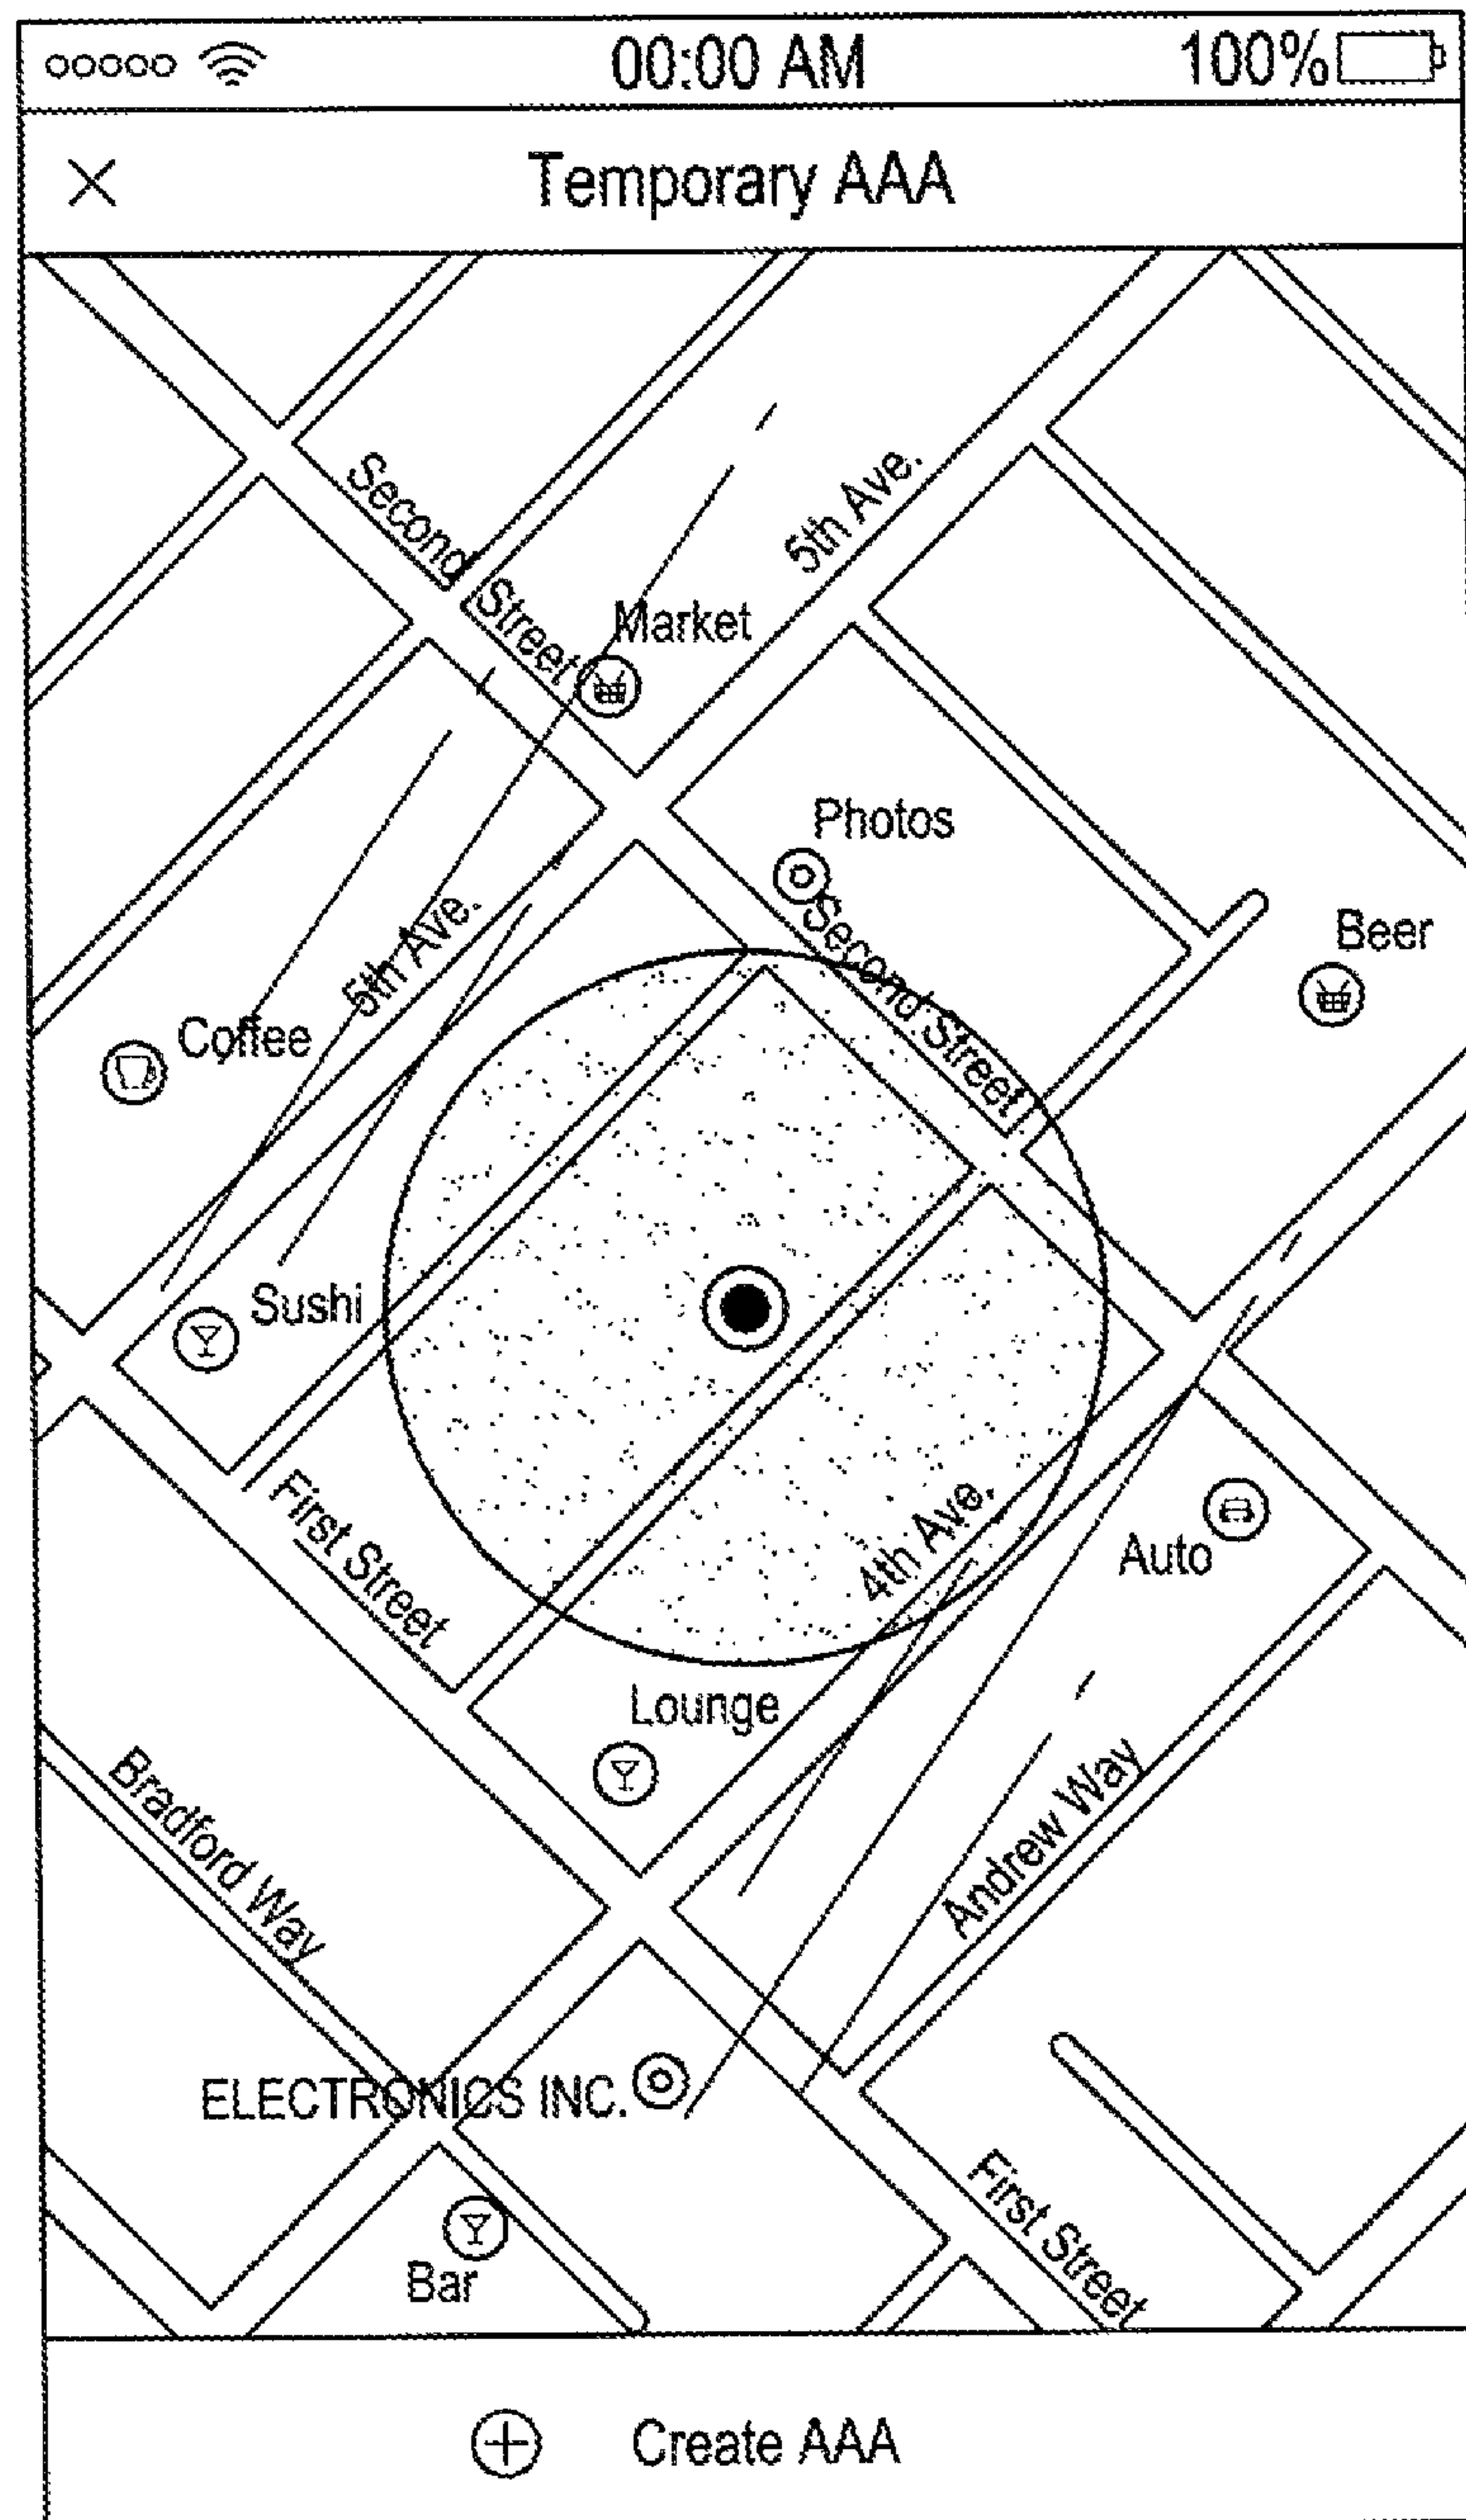 00:00 AM 100%
Temporary AAA
Second Street
5th Ave.
Market
Photos
Second Street
Beer
5th Ave.
Coffee
Sushi
First Street
4th Ave.
Auto
Lounge
Bradford Way
Andrew Way
ELECTRONICS INC.
First Street
Bar
Create AAA